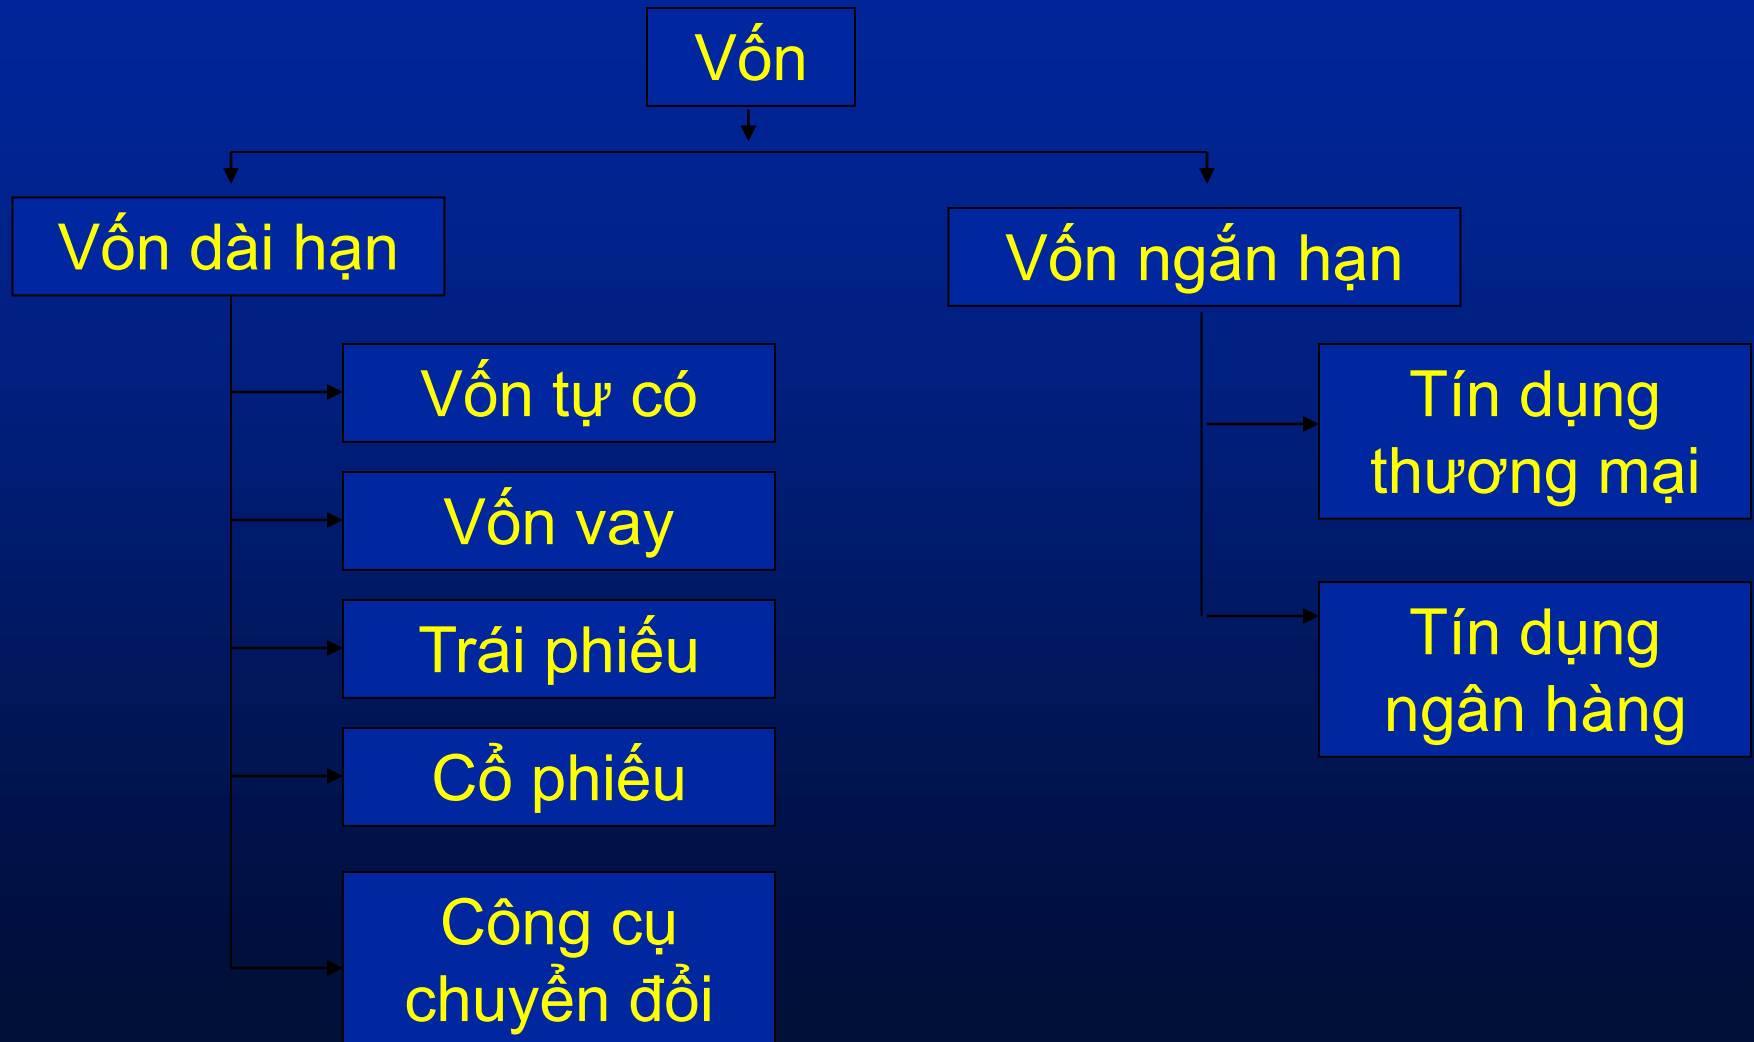 Vốn
Vốn dài hạn
Vốn ngắn hạn
Vốn tự có
Vốn vay
Trái phiếu
Cổ phiếu
Công cụ
chuyển đổi
Tín dụng
thương mại
Tín dụng
ngân hàng